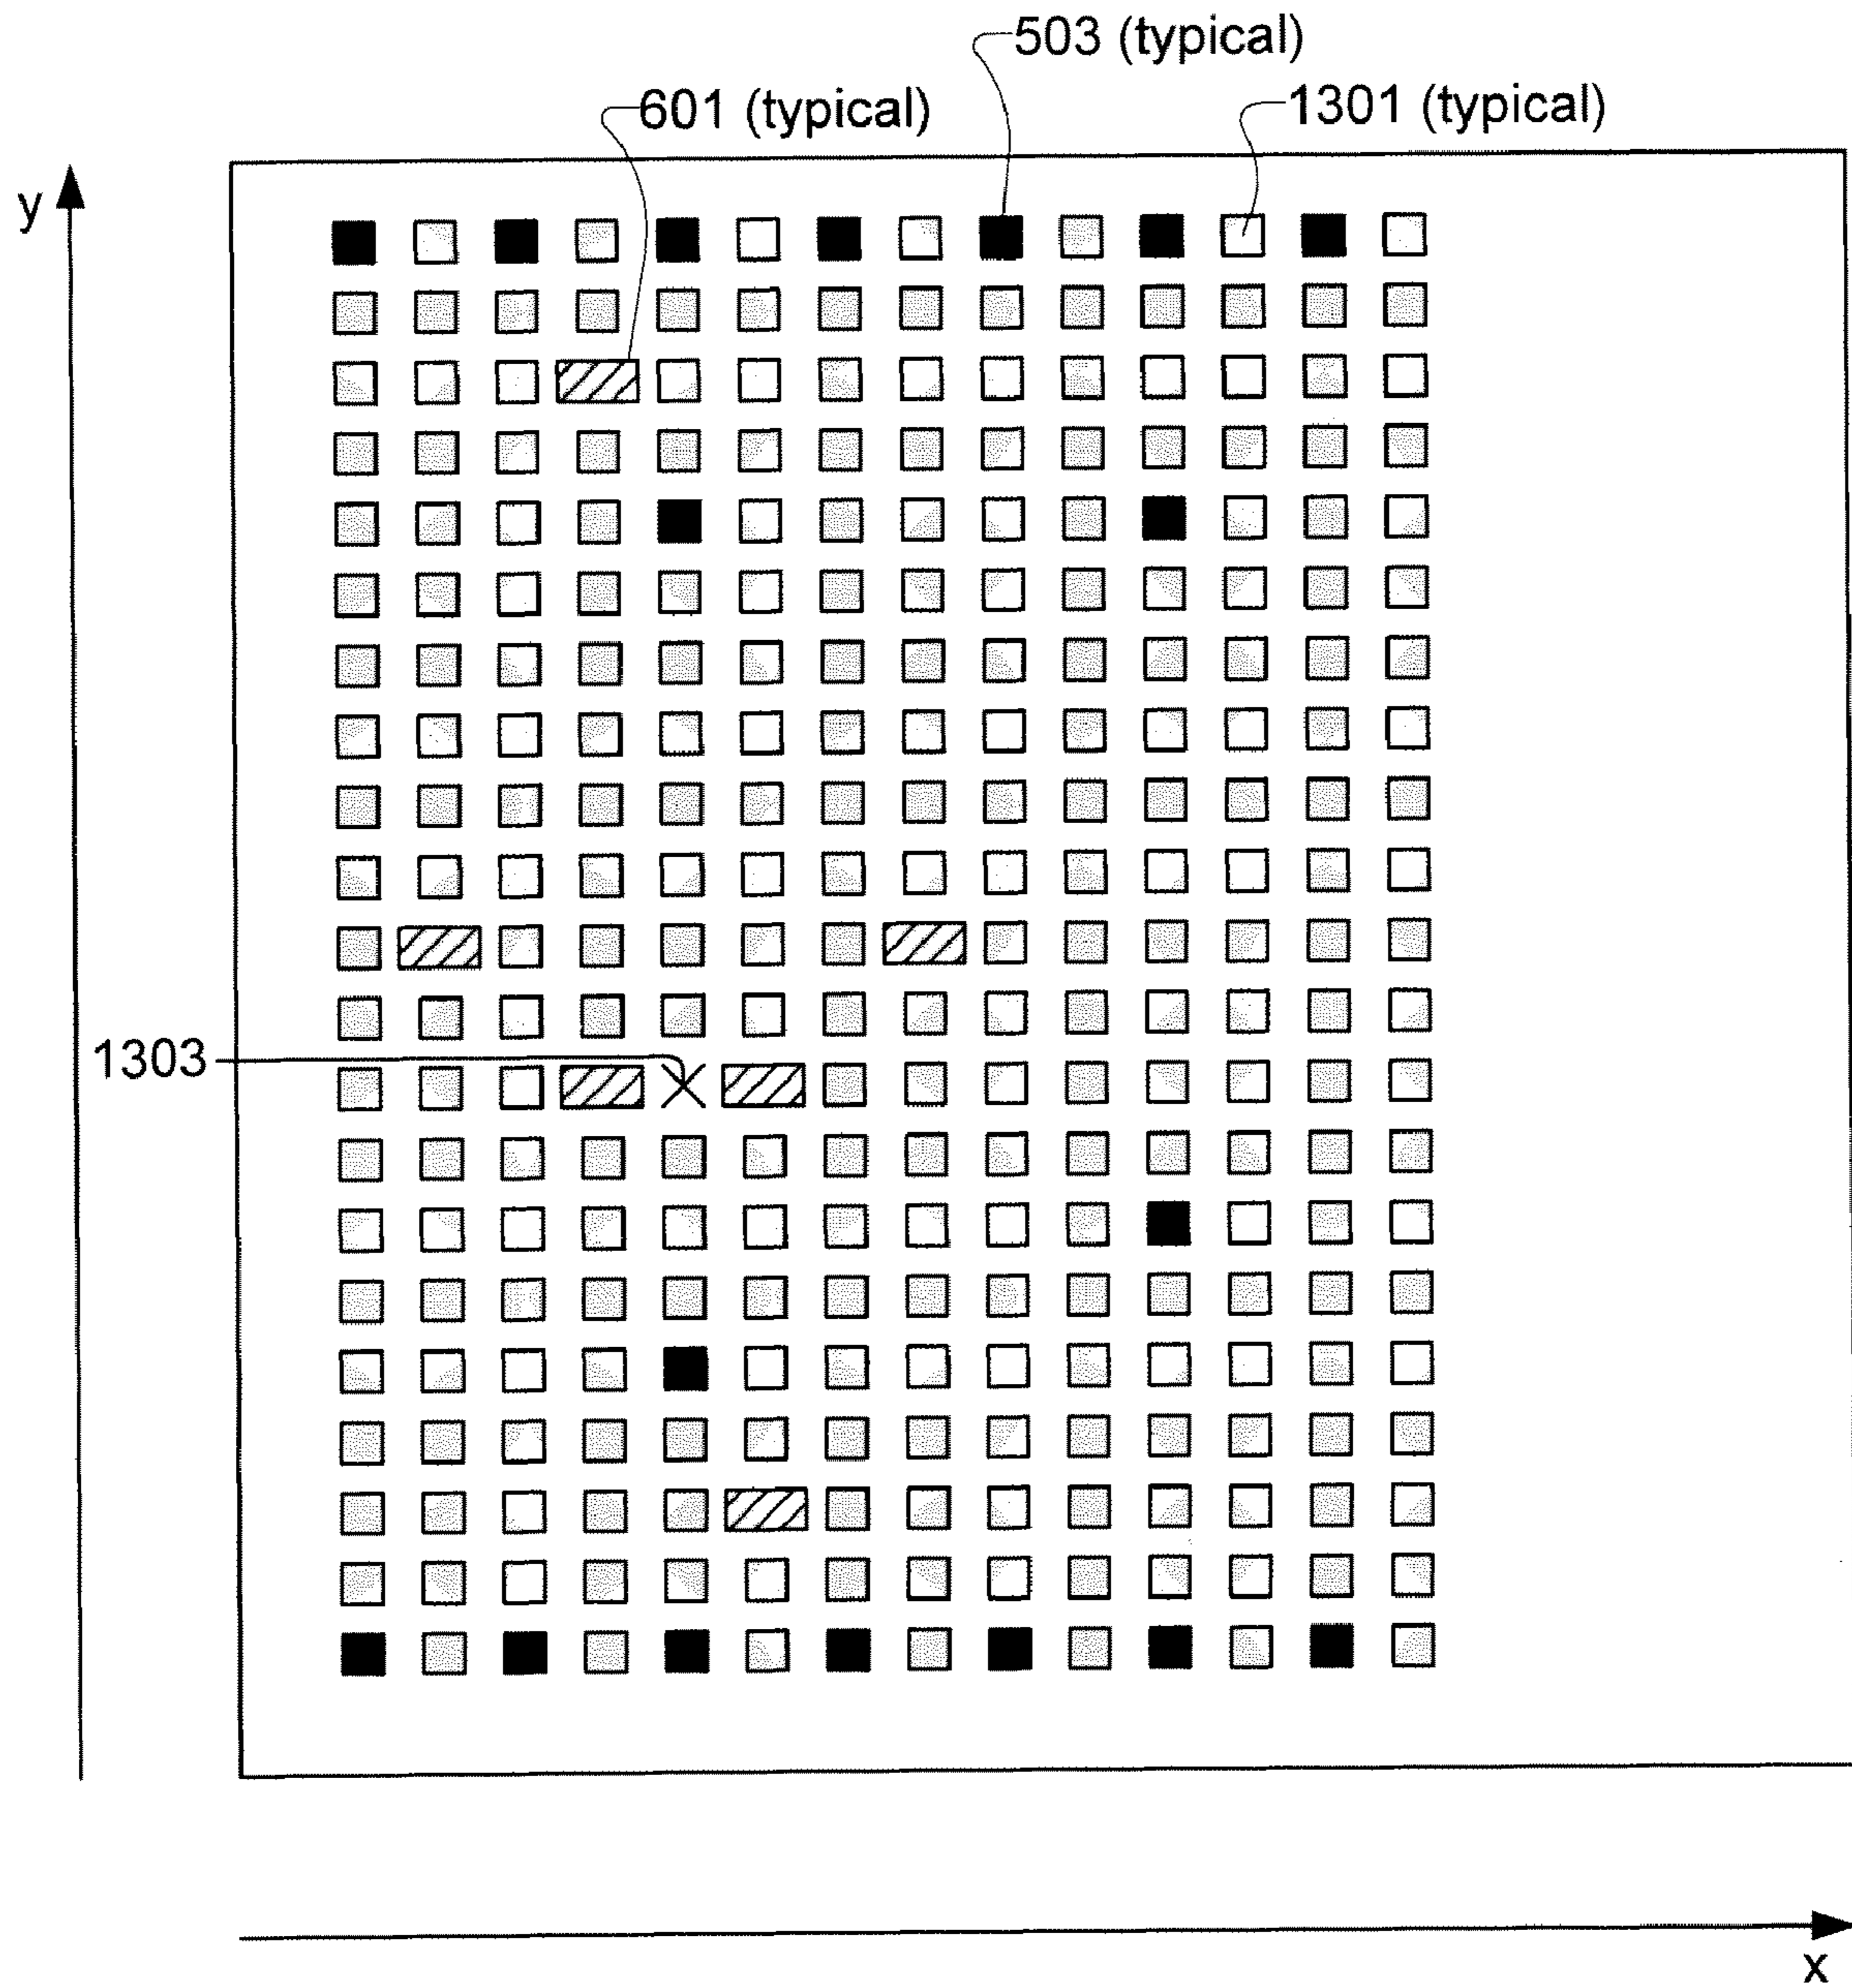 503 (typical)
601 (typical)
1301 (typical)
y
1303
x